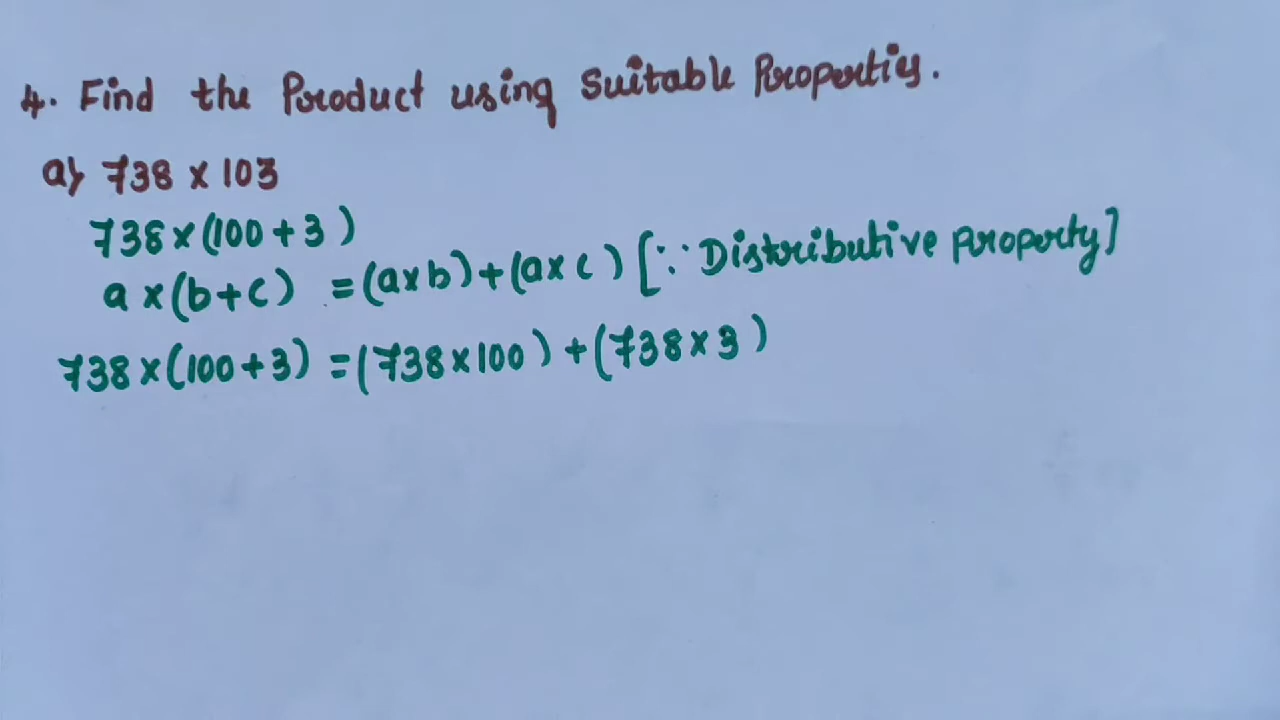 4. Find the Product using Suitable Properties.
a) 738 × 103
738 × (100 + 3)
a × (b + c) = (a × b) + (a × c) [∵ Distributive property]
738 × (100 + 3) = (738 × 100) + (738 × 3)